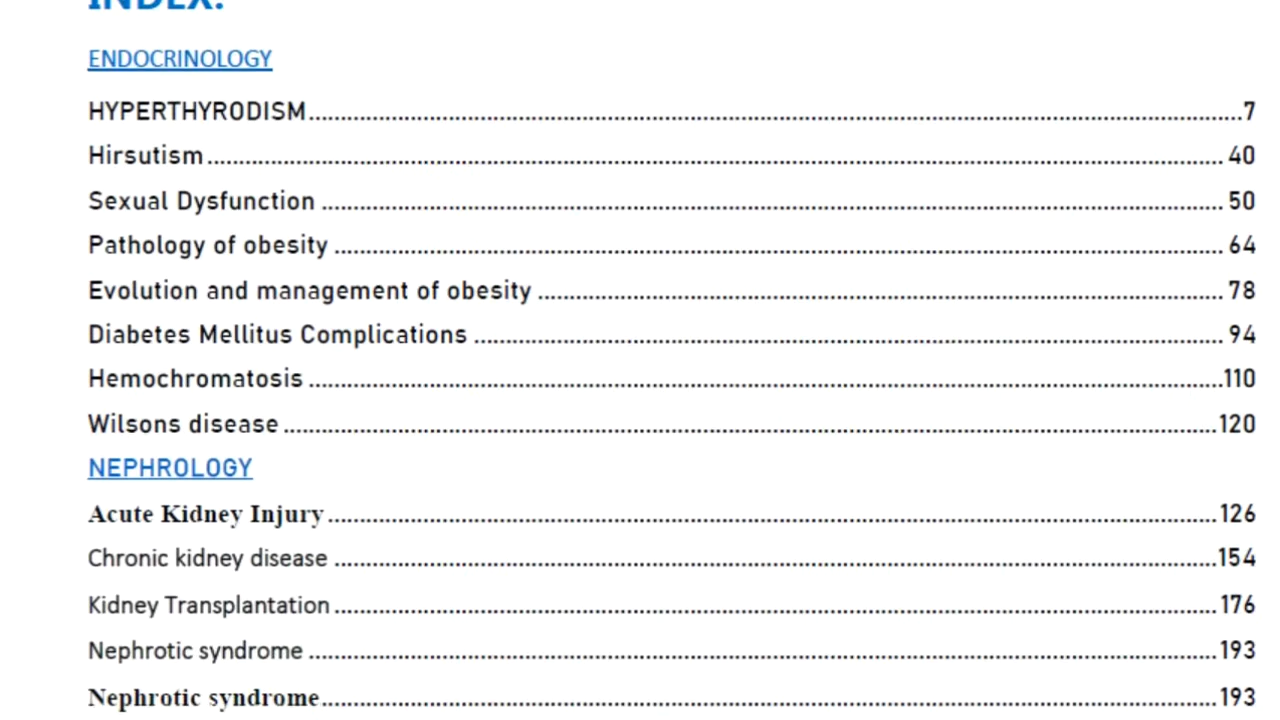 INDEX:
ENDOCRINOLOGY
HYPERTHYRODISM....................7
Hirsutism....................40
Sexual Dysfunction....................50
Pathology of obesity....................64
Evolution and management of obesity....................78
Diabetes Mellitus Complications....................94
Hemochromatosis....................110
Wilsons disease....................120
NEPHROLOGY
Acute Kidney Injury....................126
Chronic kidney disease....................154
Kidney Transplantation....................176
Nephrotic syndrome....................193
Nephrotic syndrome....................193